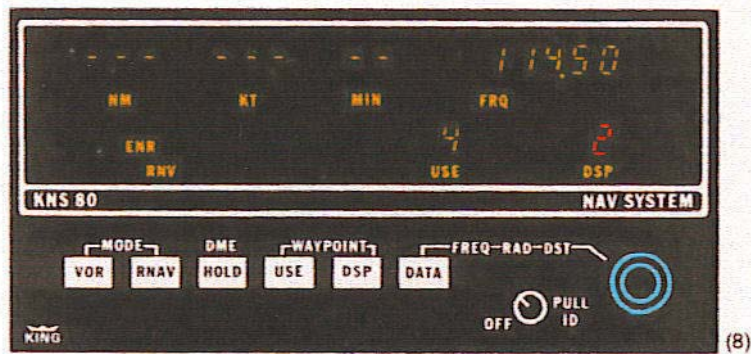 --- --- -- 114.50
NM KT MIN FRQ
ENR 4 2
RNV USE DSP
KNS 80 NAV SYSTEM
MODE DME WAYPOINT FREQ-RAD-DST
VOR RNAV HOLD USE DSP DATA
OFF PULL ID
KING
(8)